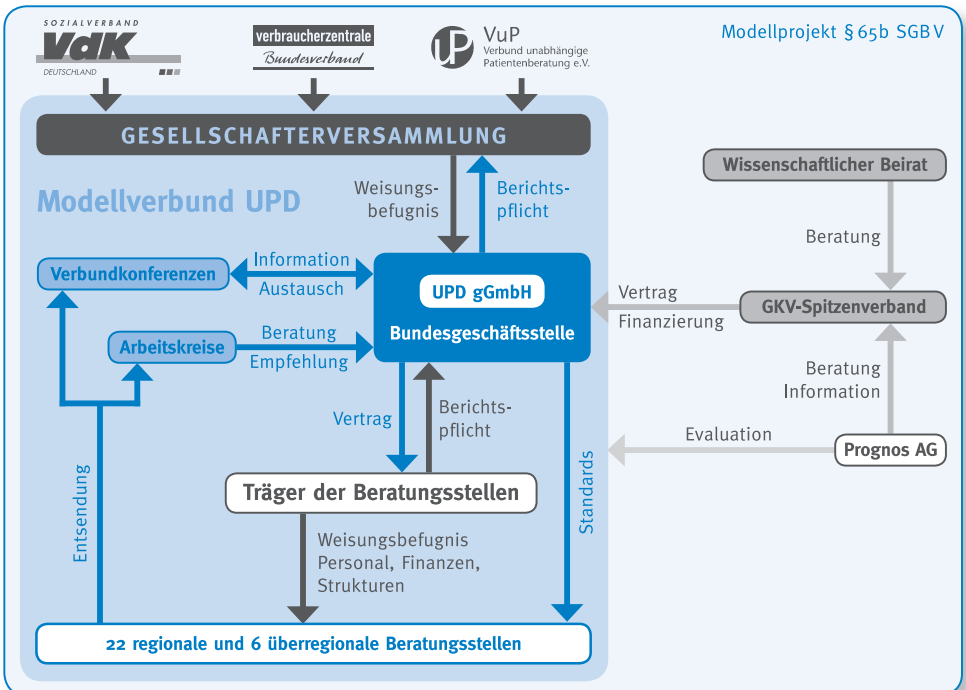 SOZIALVERBAND
VdK
DEUTSCHLAND
verbraucherzentrale
Bundesverband
uP
VuP
Verbund unabhängige
Patientenberatung e.V.
Modellprojekt § 65b SGB V
GESELLSCHAFTERVERSAMMLUNG
Modellverbund UPD
Weisungs-
befugnis
Berichts-
pflicht
Wissenschaftlicher Beirat
Beratung
Verbundkonferenzen
Information
Austausch
UPD gGmbH
Bundesgeschäftsstelle
Vertrag
Finanzierung
GKV-Spitzenverband
Arbeitskreise
Beratung
Empfehlung
Beratung
Information
Vertrag
Berichts-
pflicht
Evaluation
Prognos AG
Träger der Beratungsstellen
Entsendung
Standards
Weisungsbefugnis
Personal, Finanzen,
Strukturen
22 regionale und 6 überregionale Beratungsstellen